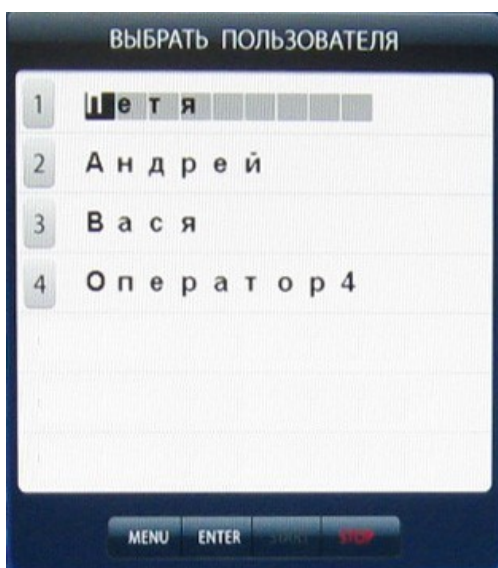 ВЫБРАТЬ ПОЛЬЗОВАТЕЛЯ
1 Петя
2 Андрей
3 Вася
4 Оператор4
MENU ENTER START STOP